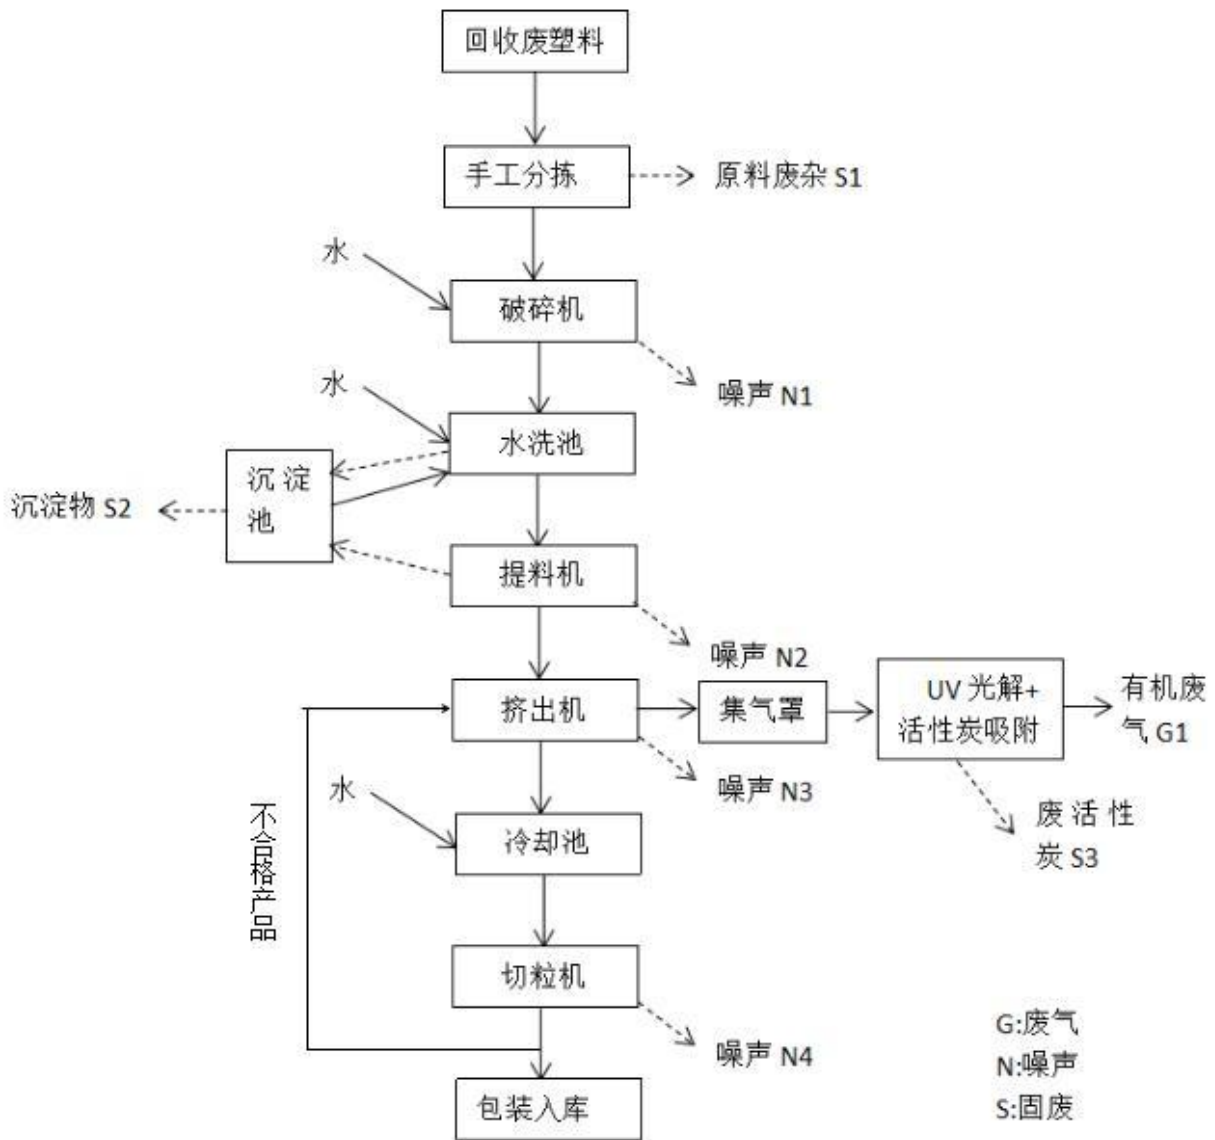 回收废塑料
手工分拣
原料废杂 S1
水
破碎机
噪声 N1
水
水洗池
沉 淀
池
沉淀物 S2
提料机
噪声 N2
挤出机
集气罩
UV 光解+
活性炭吸附
有机废
气 G1
噪声 N3
水
废 活 性
炭 S3
不合格产品
冷却池
切粒机
噪声 N4
包装入库
G:废气
N:噪声
S:固废